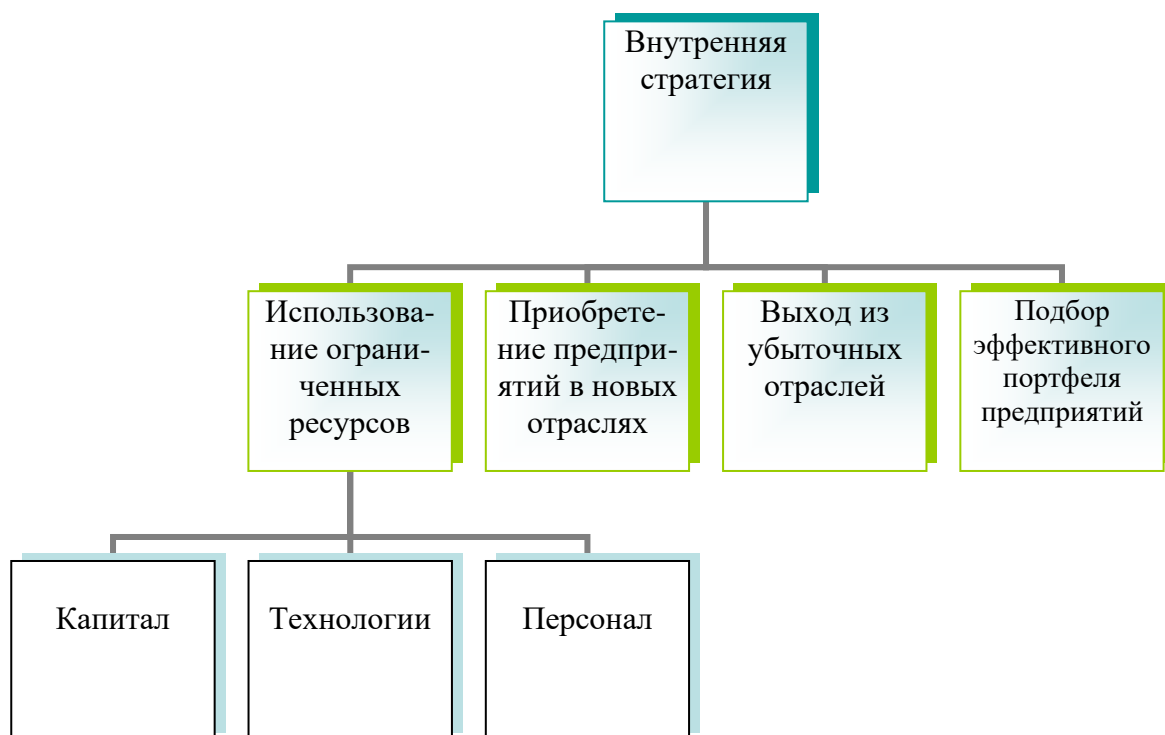 Внутренняя
стратегия
Использова-
ние ограни-
ченных
ресурсов
Приобрете-
ние предпри-
ятий в новых
отраслях
Выход из
убыточных
отраслей
Подбор
эффективного
портфеля
предприятий
Капитал
Технологии
Персонал